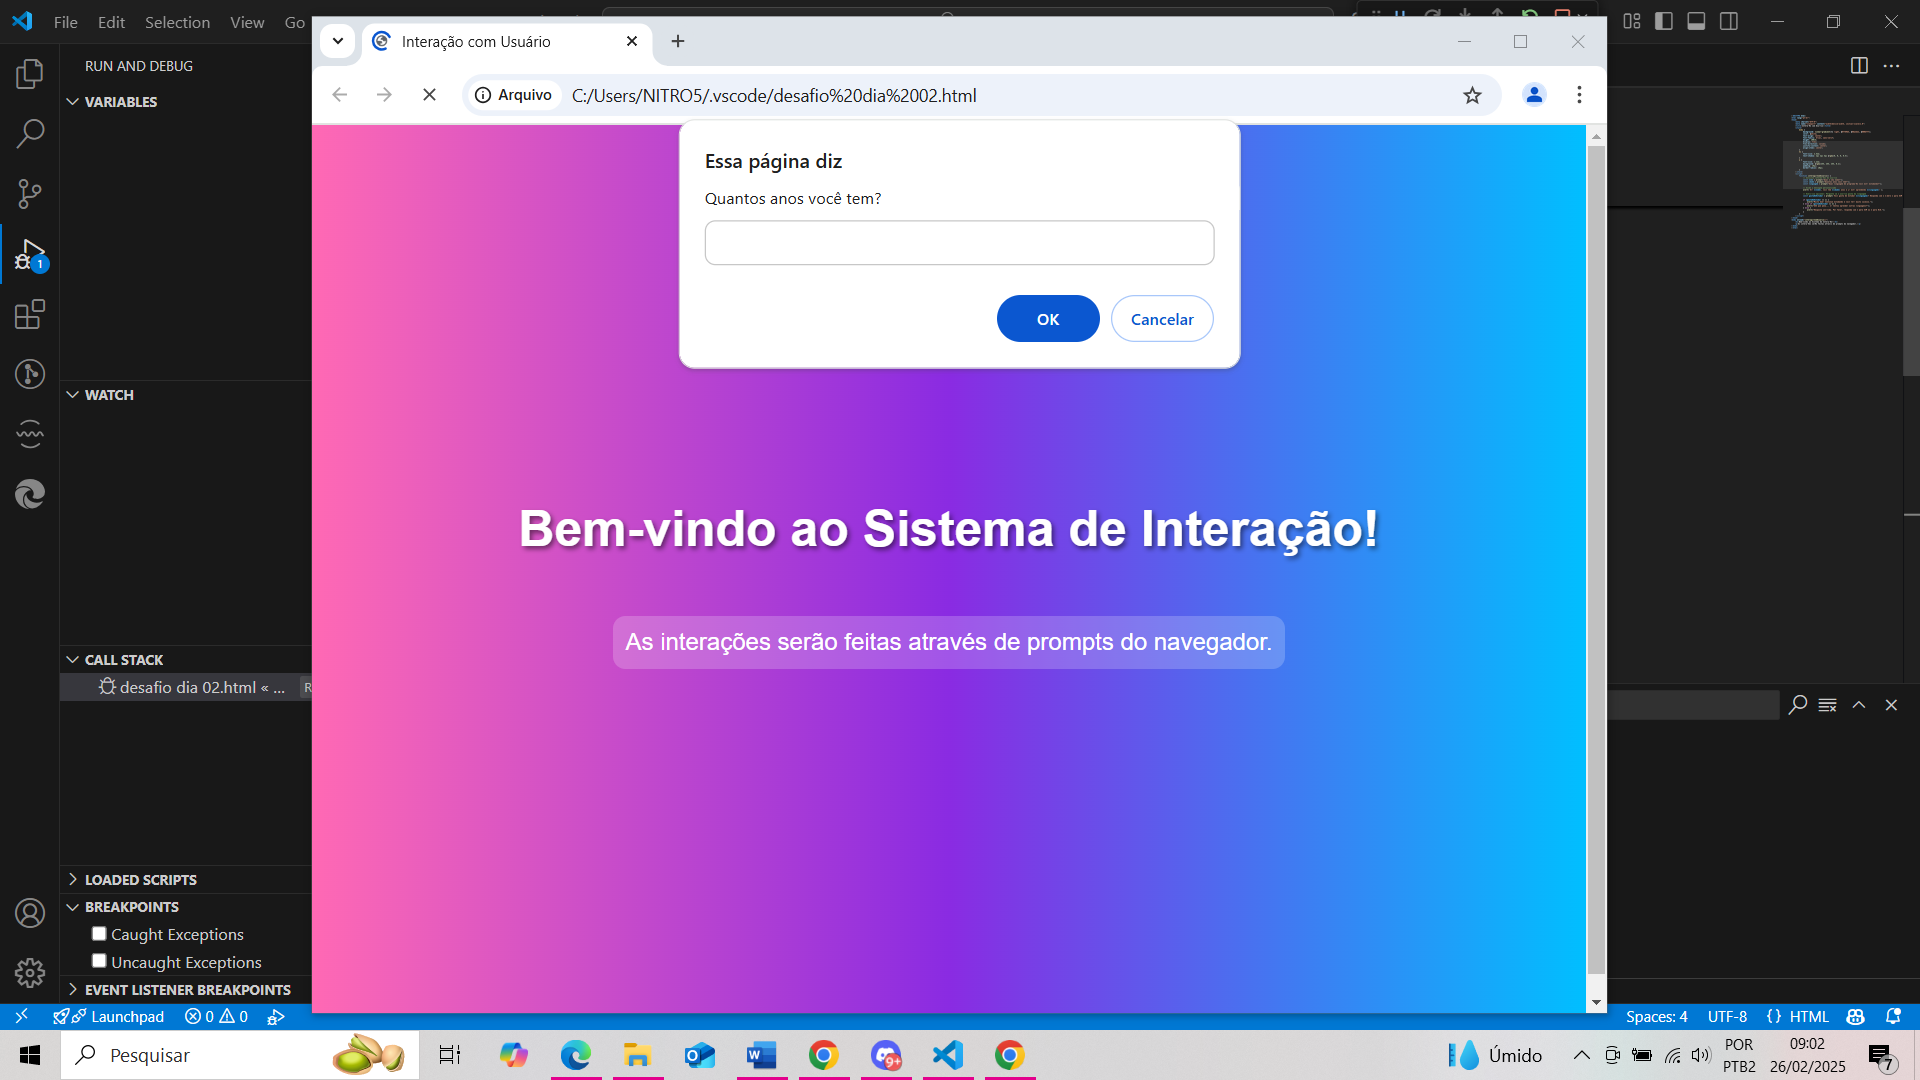 File Edit Selection View Go
Interação com Usuário
Arquivo C:/Users/NITRO5/.vscode/desafio%20dia%2002.html
RUN AND DEBUG
VARIABLES
Essa página diz
Quantos anos você tem?
OK Cancelar
WATCH
Bem-vindo ao Sistema de Interação!
As interações serão feitas através de prompts do navegador.
CALL STACK
desafio dia 02.html « ... R
LOADED SCRIPTS
BREAKPOINTS
Caught Exceptions
Uncaught Exceptions
EVENT LISTENER BREAKPOINTS
1
Launchpad 0 0
Spaces: 4 UTF-8 {} HTML
Pesquisar
9+
Úmido
POR
PTB2
09:02
26/02/2025
7